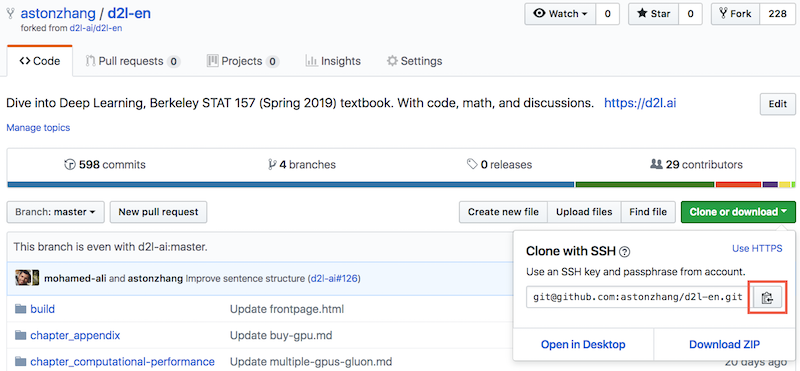 astonzhang / d2l-en
forked from d2l-ai/d2l-en
Watch 0 Star 0 Fork 228
Code Pull requests 0 Projects 0 Insights Settings
Dive into Deep Learning, Berkeley STAT 157 (Spring 2019) textbook. With code, math, and discussions. https://d2l.ai Edit
Manage topics
598 commits 4 branches 0 releases 29 contributors
Branch: master New pull request Create new file Upload files Find file Clone or download
This branch is even with d2l-ai:master.
mohamed-ali and astonzhang Improve sentence structure (d2l-ai#126)
build Update frontpage.html
chapter_appendix Update buy-gpu.md
chapter_computational-performance Update multiple-gpus-gluon.md 20 days ago
Clone with SSH ? Use HTTPS
Use an SSH key and passphrase from account.
git@github.com:astonzhang/d2l-en.git
Open in Desktop Download ZIP